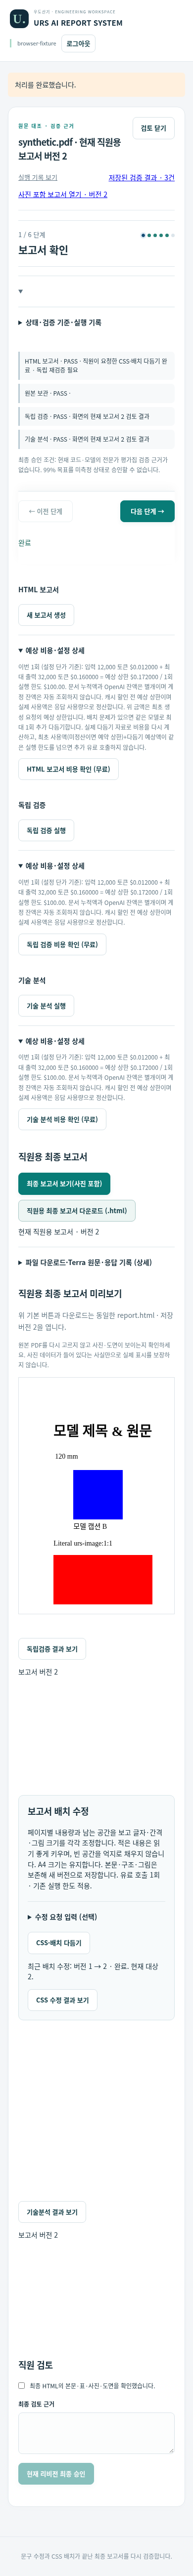 우도관리 · ENGINEERING WORKSPACE
URS AI REPORT SYSTEM
browser-fixture
로그아웃
처리를 완료했습니다.
원문 대조 · 검증 근거
synthetic.pdf · 현재 직원용
보고서 버전 2
검토 닫기
실행 기록 보기
저장된 검증 결과 · 3건
사진 포함 보고서 열기 · 버전 2
1 / 6 단계
보고서 확인
▼
▶ 상태·검증 기준·실행 기록
HTML 보고서 · PASS · 직원이 요청한 CSS·배치 다듬기 완
료 · 독립 재검증 필요
원본 보관 · PASS ·
독립 검증 · PASS · 화면의 현재 보고서 2 검토 결과
기술 분석 · PASS · 화면의 현재 보고서 2 검토 결과
최종 승인 조건: 현재 코드·모델의 전문가 평가집 검증 근거가
없습니다. 99% 목표를 미측정 상태로 승인할 수 없습니다.
← 이전 단계
다음 단계 →
완료
HTML 보고서
새 보고서 생성
▼ 예상 비용·설정 상세
이번 1회 (설정 단가 기준): 입력 12,000 토큰 $0.012000 + 최
대 출력 32,000 토큰 $0.160000 = 예상 상한 $0.172000 / 1회
실행 한도 $100.00. 문서 누적액과 OpenAI 잔액은 별개이며 계
정 잔액은 자동 조회하지 않습니다. 캐시 할인 전 예상 상한이며
실제 사용액은 응답 사용량으로 정산합니다. 위 금액은 최초 생
성 요청의 예상 상한입니다. 배치 문제가 있으면 같은 모델로 최
대 1회 추가 다듬기합니다. 실제 다듬기 자료로 비용을 다시 계
산하고, 최초 사용액(미정산이면 예약 상한)+다듬기 예상액이 같
은 실행 한도를 넘으면 추가 유료 호출하지 않습니다.
HTML 보고서 비용 확인 (무료)
독립 검증
독립 검증 실행
▼ 예상 비용·설정 상세
이번 1회 (설정 단가 기준): 입력 12,000 토큰 $0.012000 + 최
대 출력 32,000 토큰 $0.160000 = 예상 상한 $0.172000 / 1회
실행 한도 $100.00. 문서 누적액과 OpenAI 잔액은 별개이며 계
정 잔액은 자동 조회하지 않습니다. 캐시 할인 전 예상 상한이며
실제 사용액은 응답 사용량으로 정산합니다.
독립 검증 비용 확인 (무료)
기술 분석
기술 분석 실행
▼ 예상 비용·설정 상세
이번 1회 (설정 단가 기준): 입력 12,000 토큰 $0.012000 + 최
대 출력 32,000 토큰 $0.160000 = 예상 상한 $0.172000 / 1회
실행 한도 $100.00. 문서 누적액과 OpenAI 잔액은 별개이며 계
정 잔액은 자동 조회하지 않습니다. 캐시 할인 전 예상 상한이며
실제 사용액은 응답 사용량으로 정산합니다.
기술 분석 비용 확인 (무료)
직원용 최종 보고서
최종 보고서 보기(사진 포함)
직원용 최종 보고서 다운로드 (.html)
현재 직원용 보고서 · 버전 2
▶ 파일 다운로드·Terra 원문·응답 기록 (상세)
직원용 최종 보고서 미리보기
위 기본 버튼과 다운로드는 동일한 report.html · 저장
버전 2을 엽니다.
원본 PDF를 다시 고르지 않고 사진·도면이 보이는지 확인하세
요. 사진 데이터가 들어 있다는 사실만으로 실제 표시를 보장하
지 않습니다.
모델 제목 & 원문
120 mm
모델 캡션 B
Literal urs-image:1:1
독립검증 결과 보기
보고서 버전 2
보고서 배치 수정
페이지별 내용량과 남는 공간을 보고 글자·간격
·그림 크기를 각각 조정합니다. 적은 내용은 읽
기 좋게 키우며, 빈 공간을 억지로 채우지 않습니
다. A4 크기는 유지합니다. 본문·구조·그림은
보존해 새 버전으로 저장합니다. 유료 호출 1회
· 기존 실행 한도 적용.
▶ 수정 요청 입력 (선택)
CSS·배치 다듬기
최근 배치 수정: 버전 1 → 2 · 완료. 현재 대상
2.
CSS 수정 결과 보기
기술분석 결과 보기
보고서 버전 2
직원 검토
최종 HTML의 본문·표·사진·도면을 확인했습니다.
최종 검토 근거
현재 리비전 최종 승인
문구 수정과 CSS 배치가 끝난 최종 보고서를 다시 검증합니다.